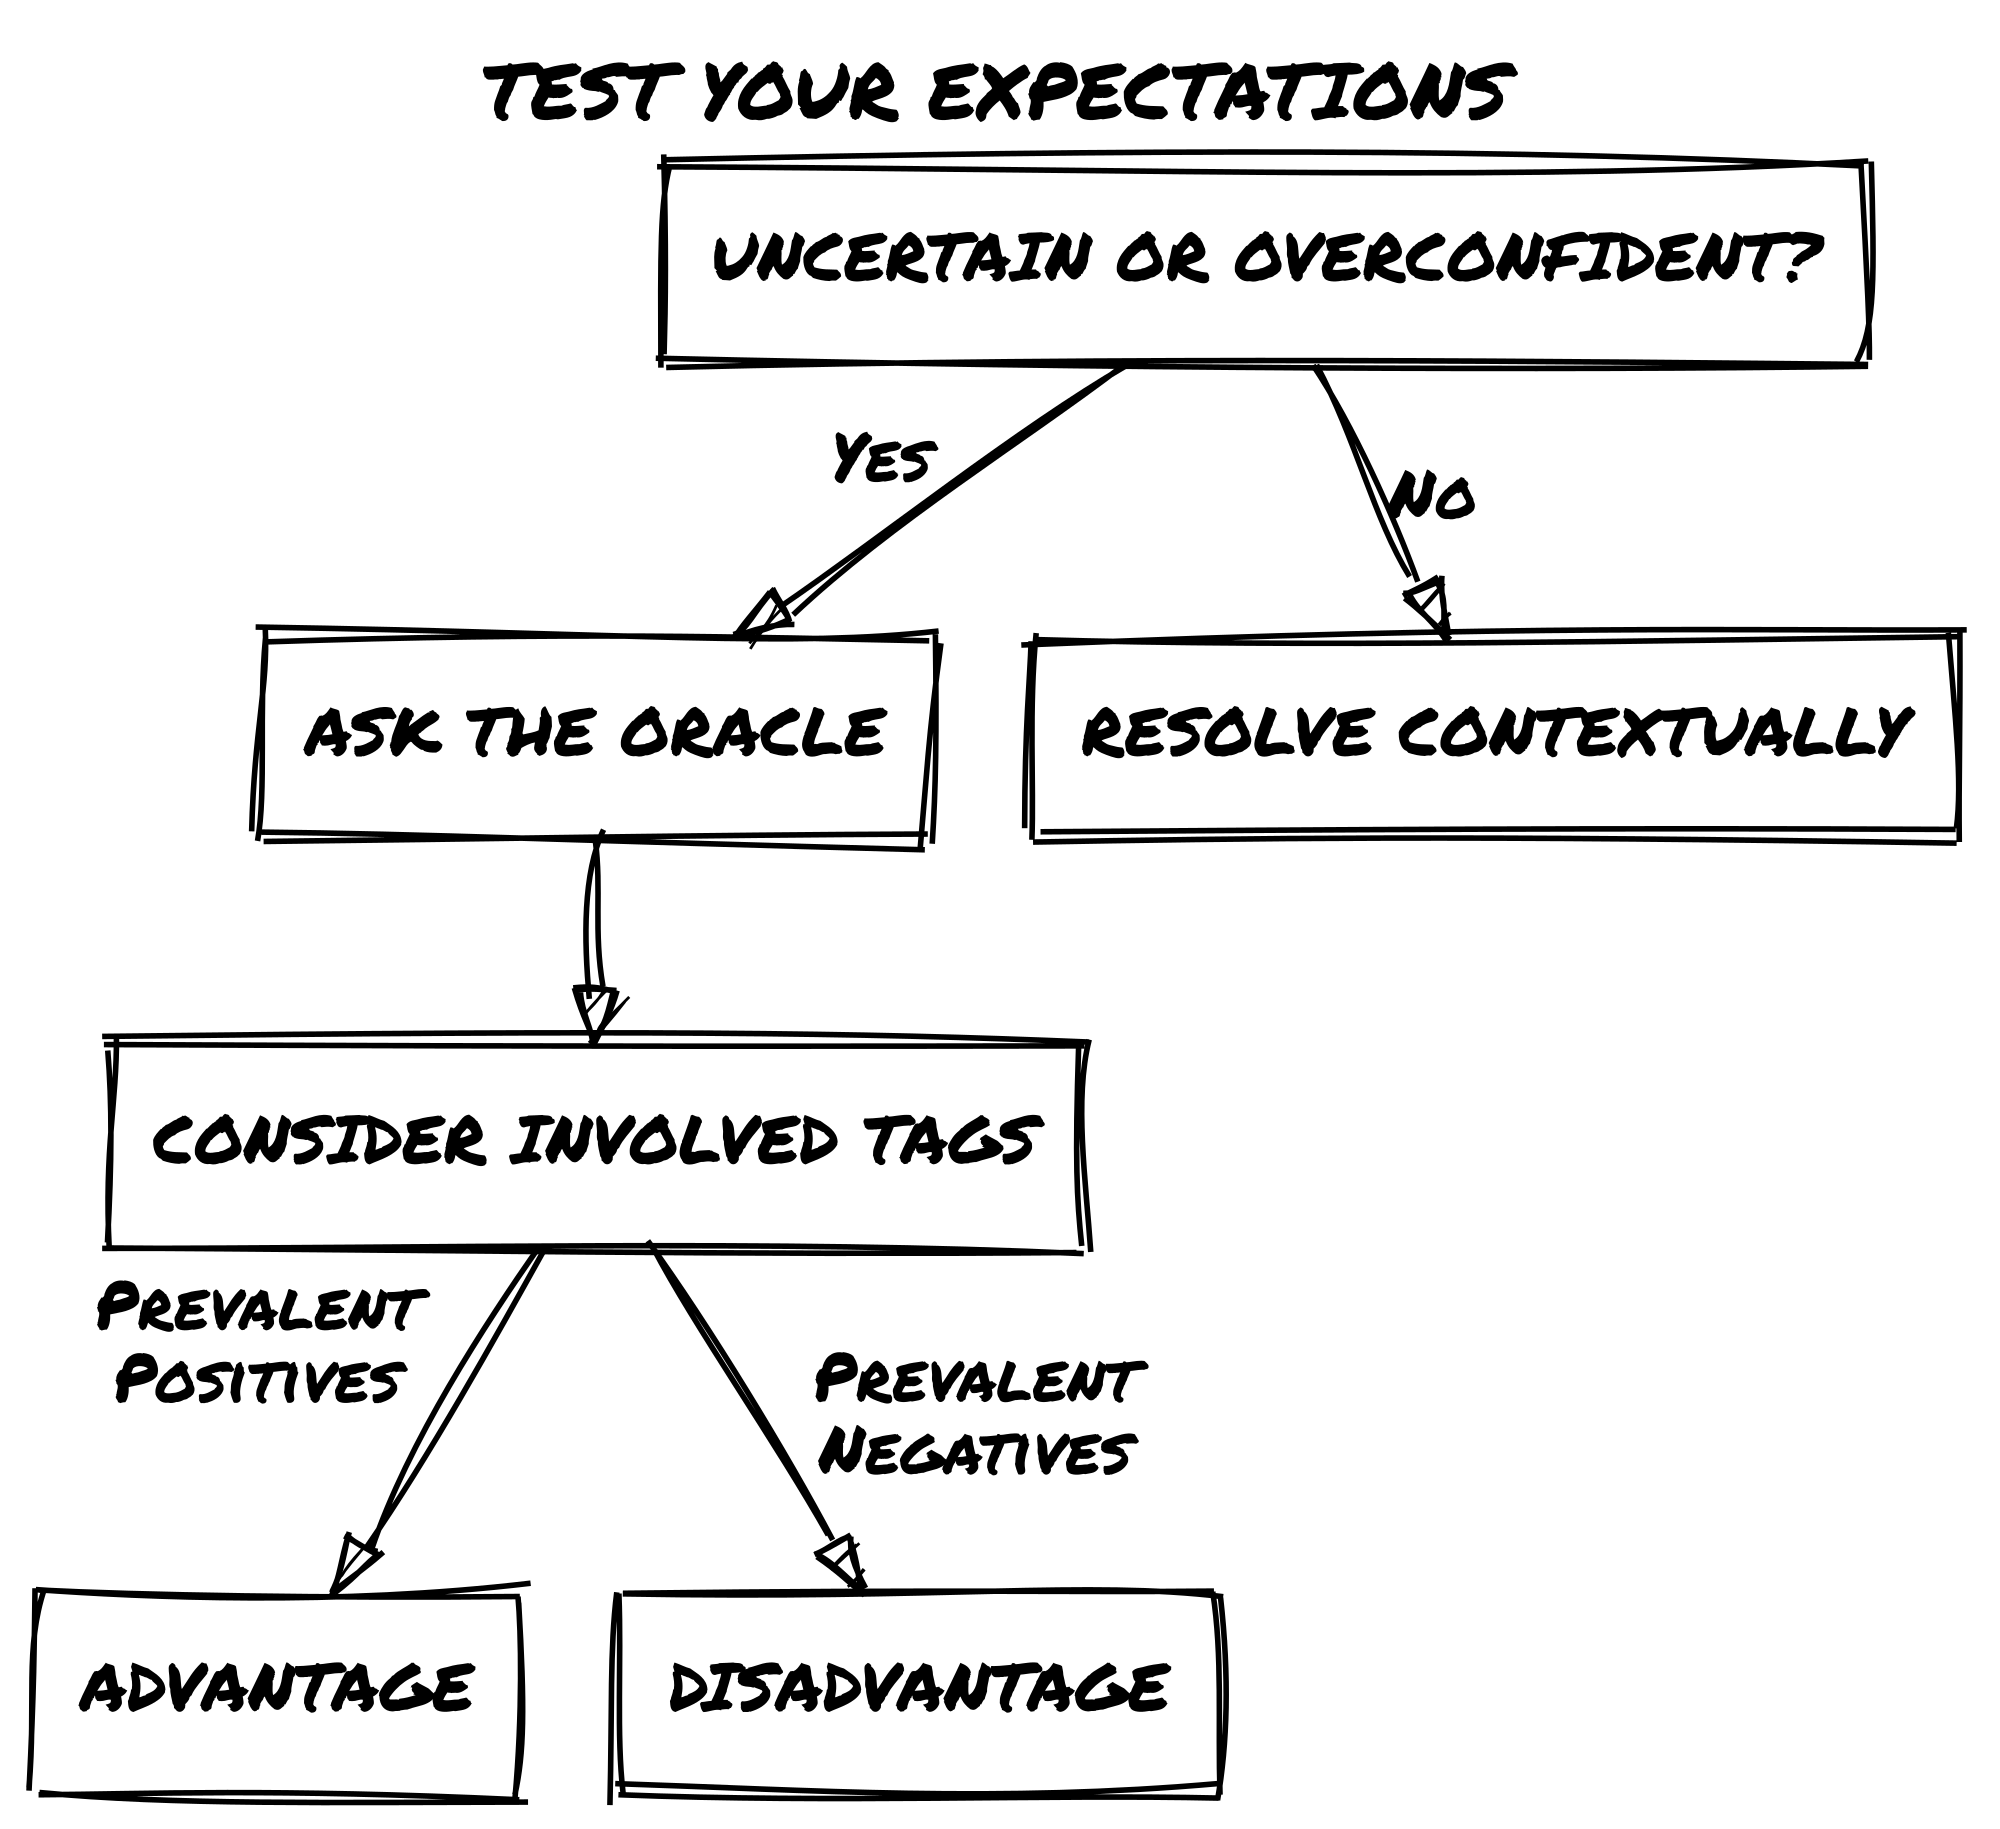 TEST YOUR EXPECTATIONS
UNCERTAIN OR OVERCONFIDENT?
YES
NO
ASK THE ORACLE
RESOLVE CONTEXTUALLY
CONSIDER INVOLVED TAGS
PREVALENT
POSITIVES
PREVALENT
NEGATIVES
ADVANTAGE
DISADVANTAGE